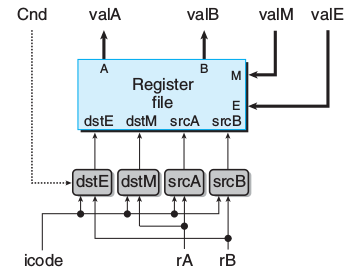 Cnd valA valB valM valE
A B
M
Register
file
E
dstE dstM srcA srcB
dstE dstM srcA srcB
icode rA rB